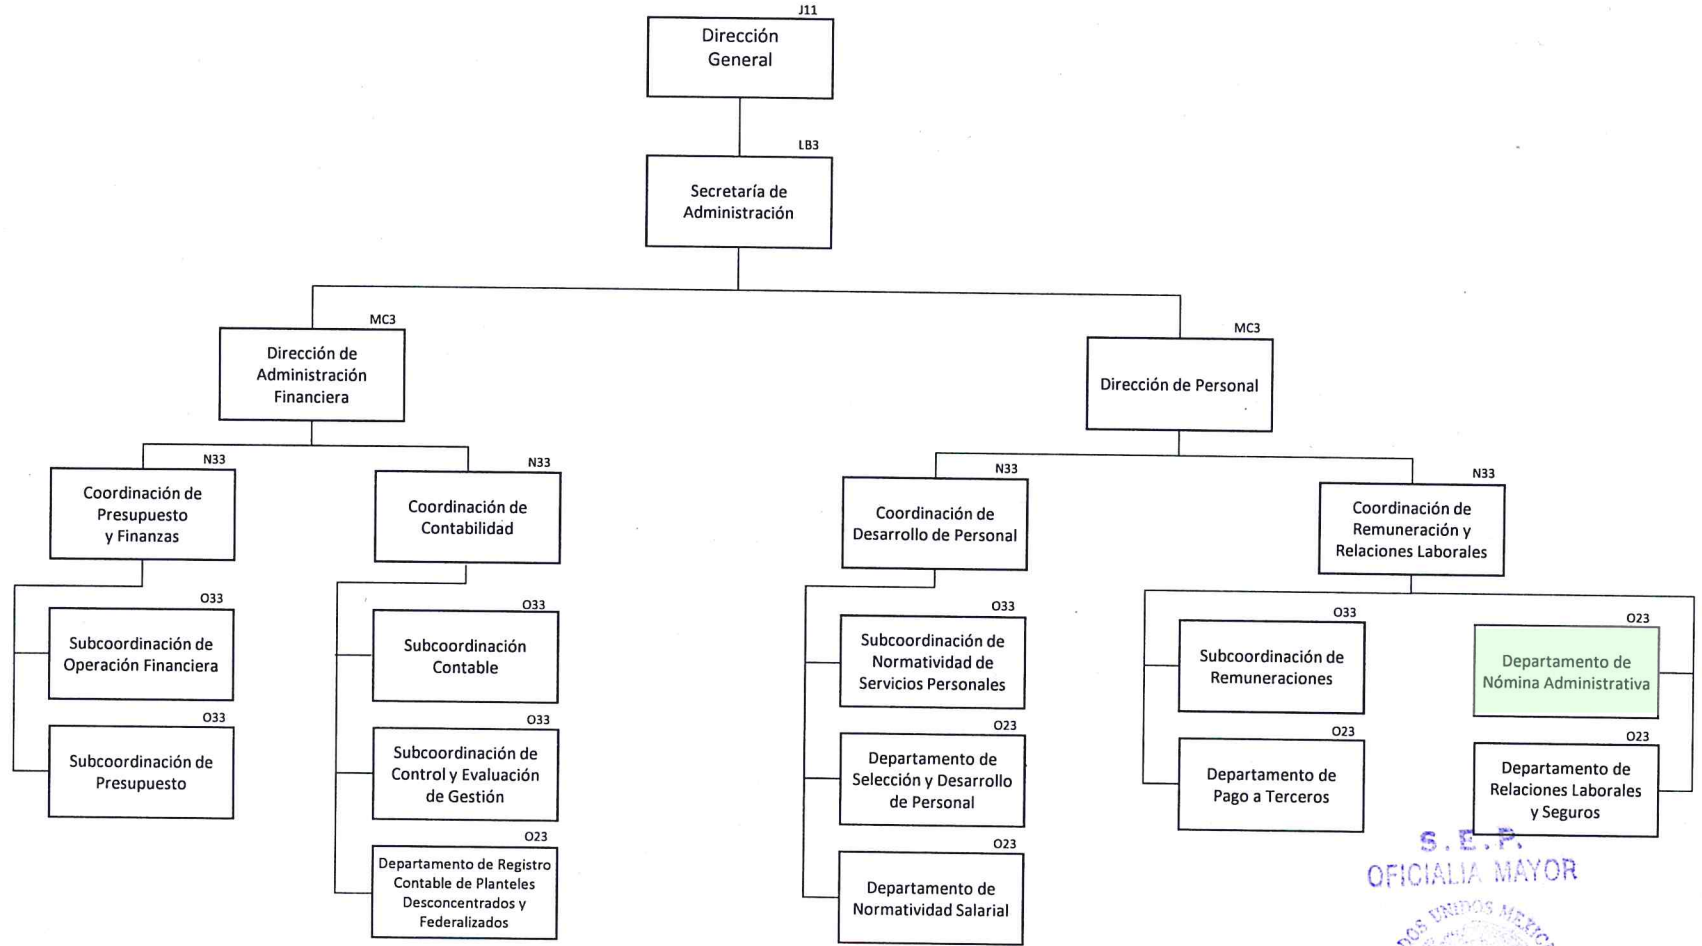 J11
Dirección
General
LB3
Secretaría de
Administración
MC3
Dirección de
Administración
Financiera
MC3
Dirección de Personal
N33
Coordinación de
Presupuesto
y Finanzas
N33
Coordinación de
Contabilidad
N33
Coordinación de
Desarrollo de Personal
N33
Coordinación de
Remuneración y
Relaciones Laborales
O33
Subcoordinación de
Operación Financiera
O33
Subcoordinación
Contable
O33
Subcoordinación de
Normatividad de
Servicios Personales
O33
Subcoordinación de
Remuneraciones
O23
Departamento de
Nómina Administrativa
O33
Subcoordinación de
Presupuesto
O33
Subcoordinación de
Control y Evaluación
de Gestión
O23
Departamento de
Selección y Desarrollo
de Personal
O23
Departamento de
Pago a Terceros
O23
Departamento de
Relaciones Laborales
y Seguros
O23
Departamento de Registro
Contable de Planteles
Desconcentrados y
Federalizados
O23
Departamento de
Normatividad Salarial
S.E.P.
OFICIALIA MAYOR
UNIDOS